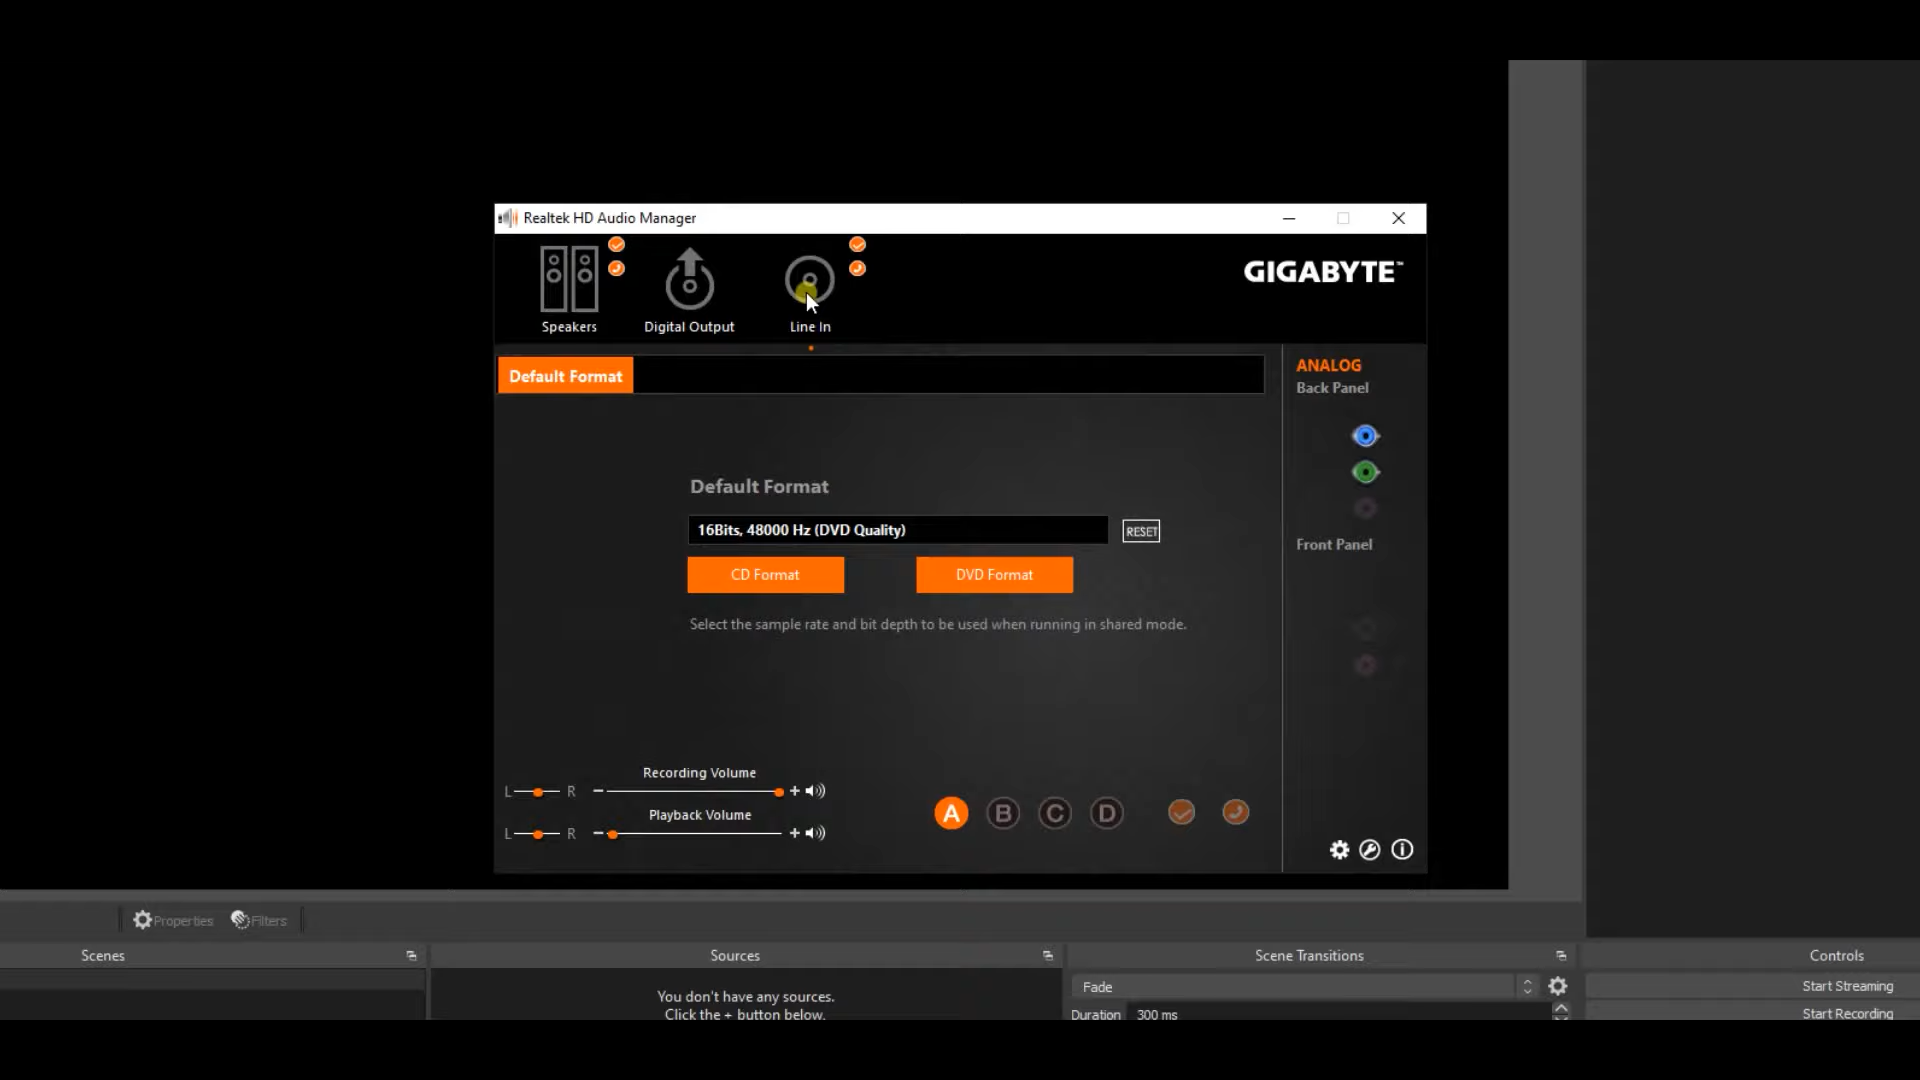 Realtek HD Audio Manager
Speakers
Digital Output
Line In
GIGABYTE™
Default Format
ANALOG
Back Panel
Default Format
16Bits, 48000 Hz (DVD Quality)
RESET
Front Panel
CD Format
DVD Format
Select the sample rate and bit depth to be used when running in shared mode.
Recording Volume
L R
Playback Volume
L R
A B C D
Properties
Filters
Scenes
Sources
Scene Transitions
Controls
You don't have any sources.
Click the + button below.
Fade
Duration 300 ms
Start Streaming
Start Recording